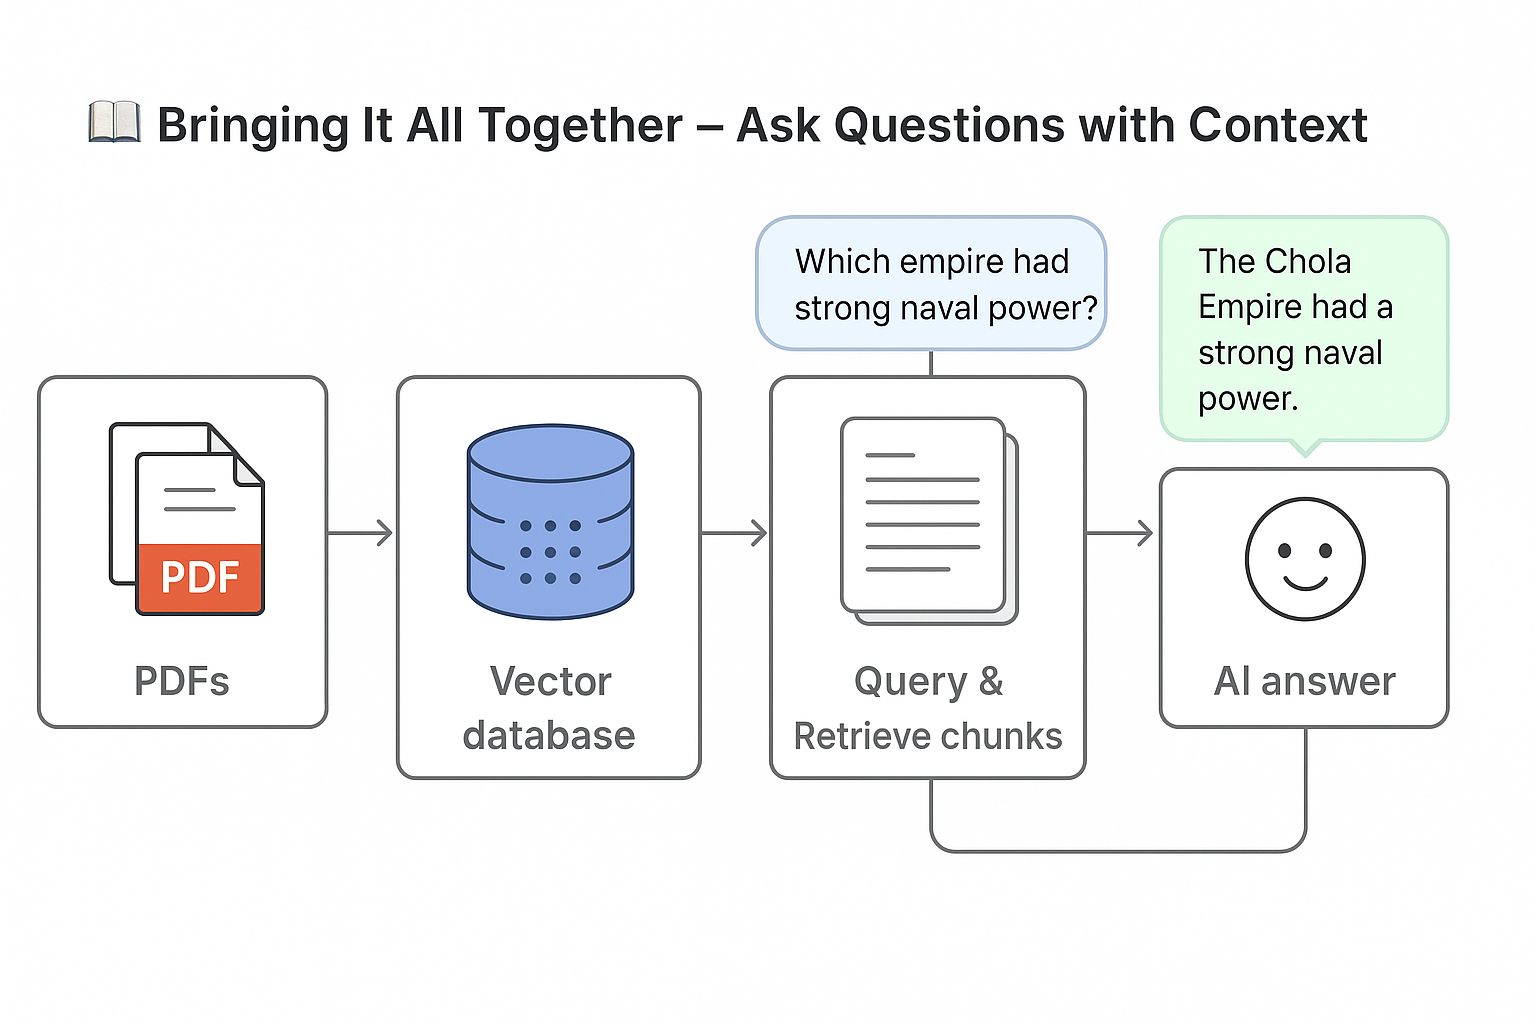 Bringing It All Together – Ask Questions with Context
Which empire had
strong naval power?
The Chola
Empire had a
strong naval
power.
PDF
PDFs
Vector
database
Query &
Retrieve chunks
AI answer